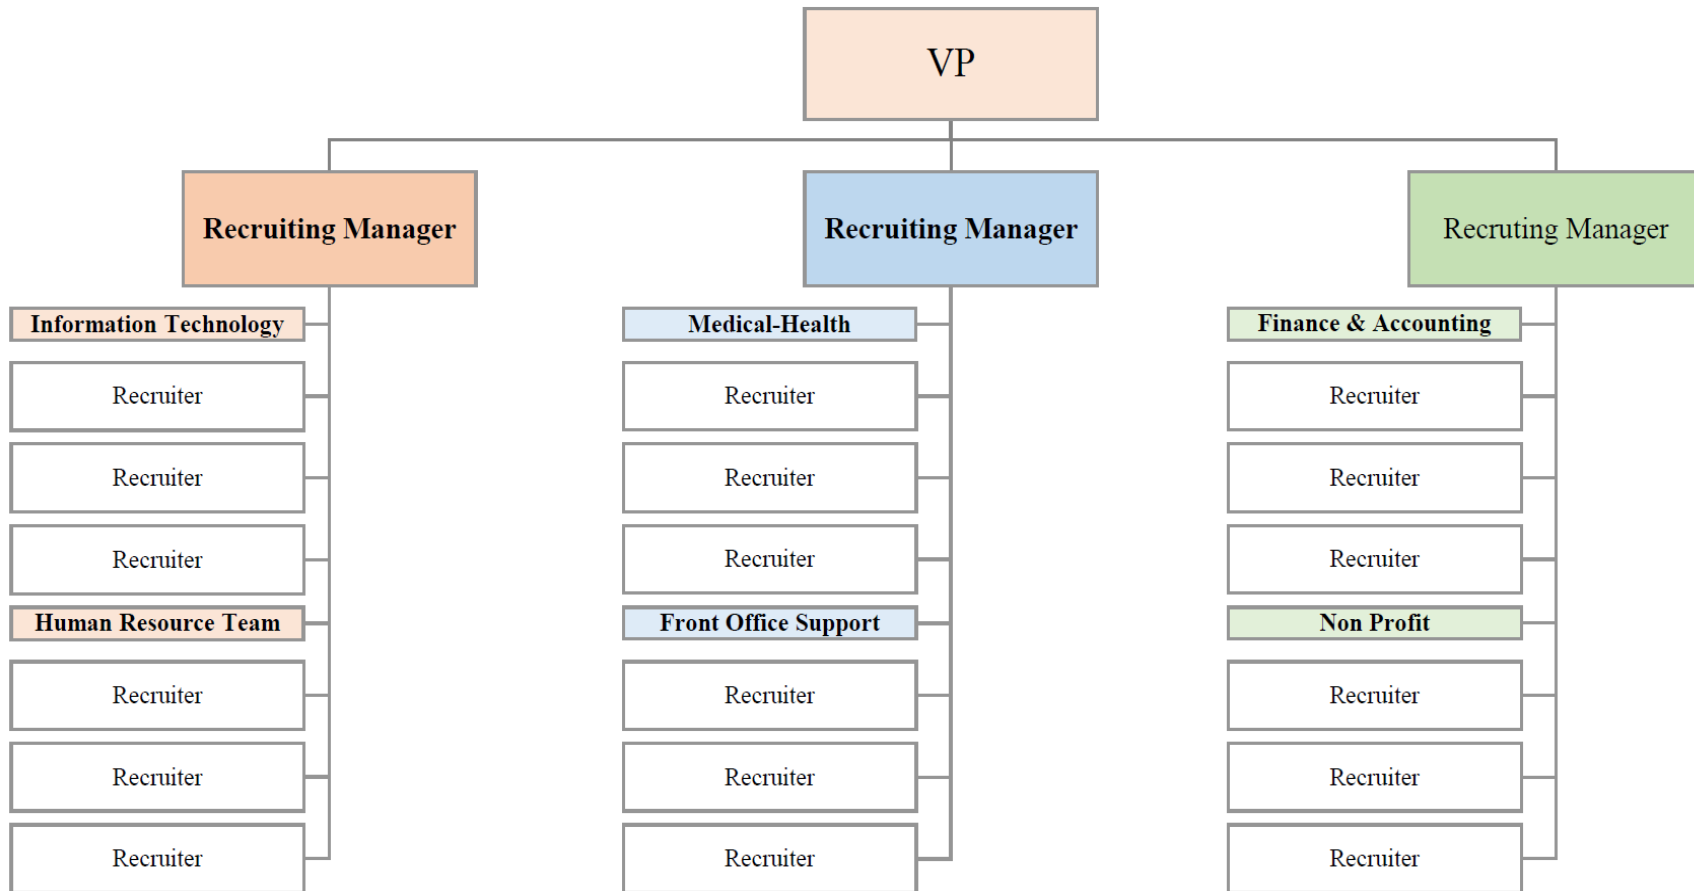 VP
Recruiting Manager
Recruiting Manager
Recruting Manager
Information Technology
Recruiter
Recruiter
Recruiter
Human Resource Team
Recruiter
Recruiter
Recruiter
Medical-Health
Recruiter
Recruiter
Recruiter
Front Office Support
Recruiter
Recruiter
Recruiter
Finance & Accounting
Recruiter
Recruiter
Recruiter
Non Profit
Recruiter
Recruiter
Recruiter